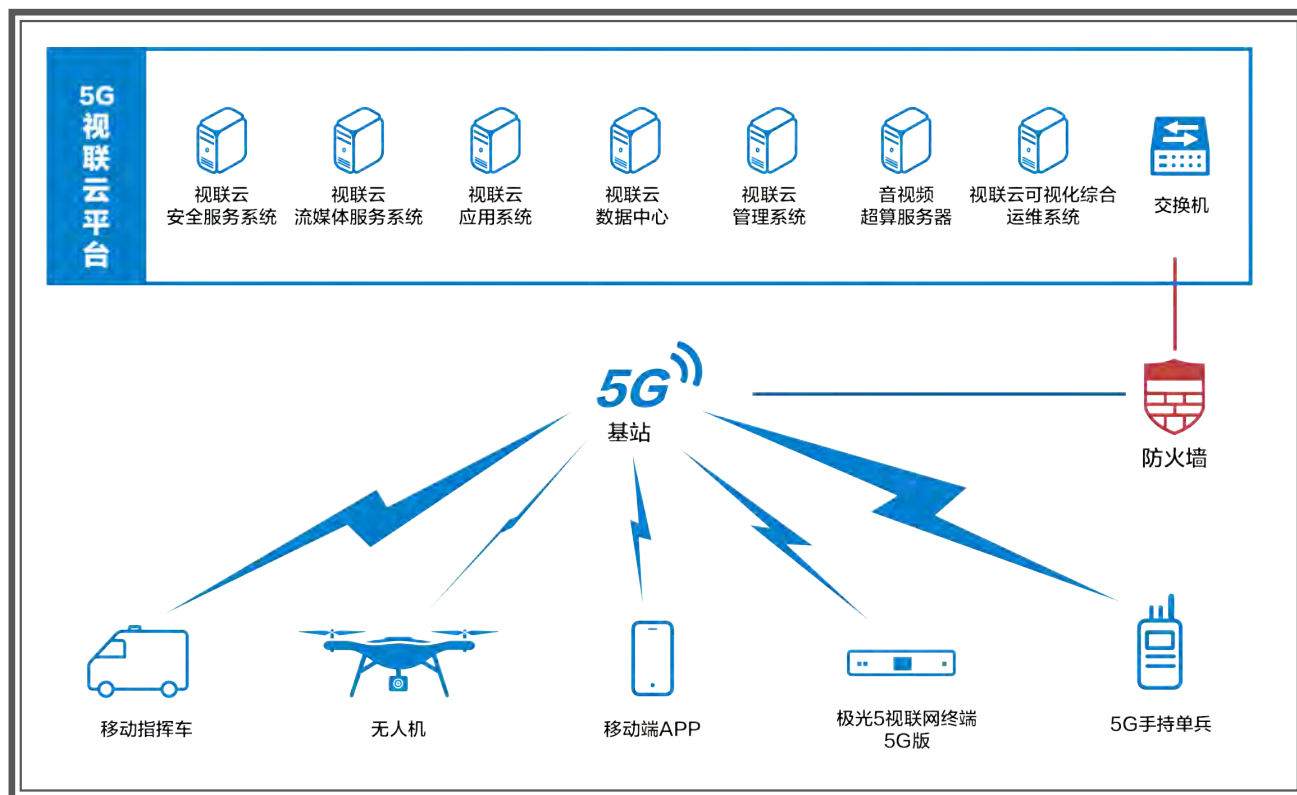 5G视联云平台
视联云
安全服务系统
视联云
流媒体服务系统
视联云
应用系统
视联云
数据中心
视联云
管理系统
音视频
超算服务器
视联云可视化综合
运维系统
交换机
5G
基站
防火墙
移动指挥车
无人机
移动端APP
极光5视联网终端
5G版
5G手持单兵